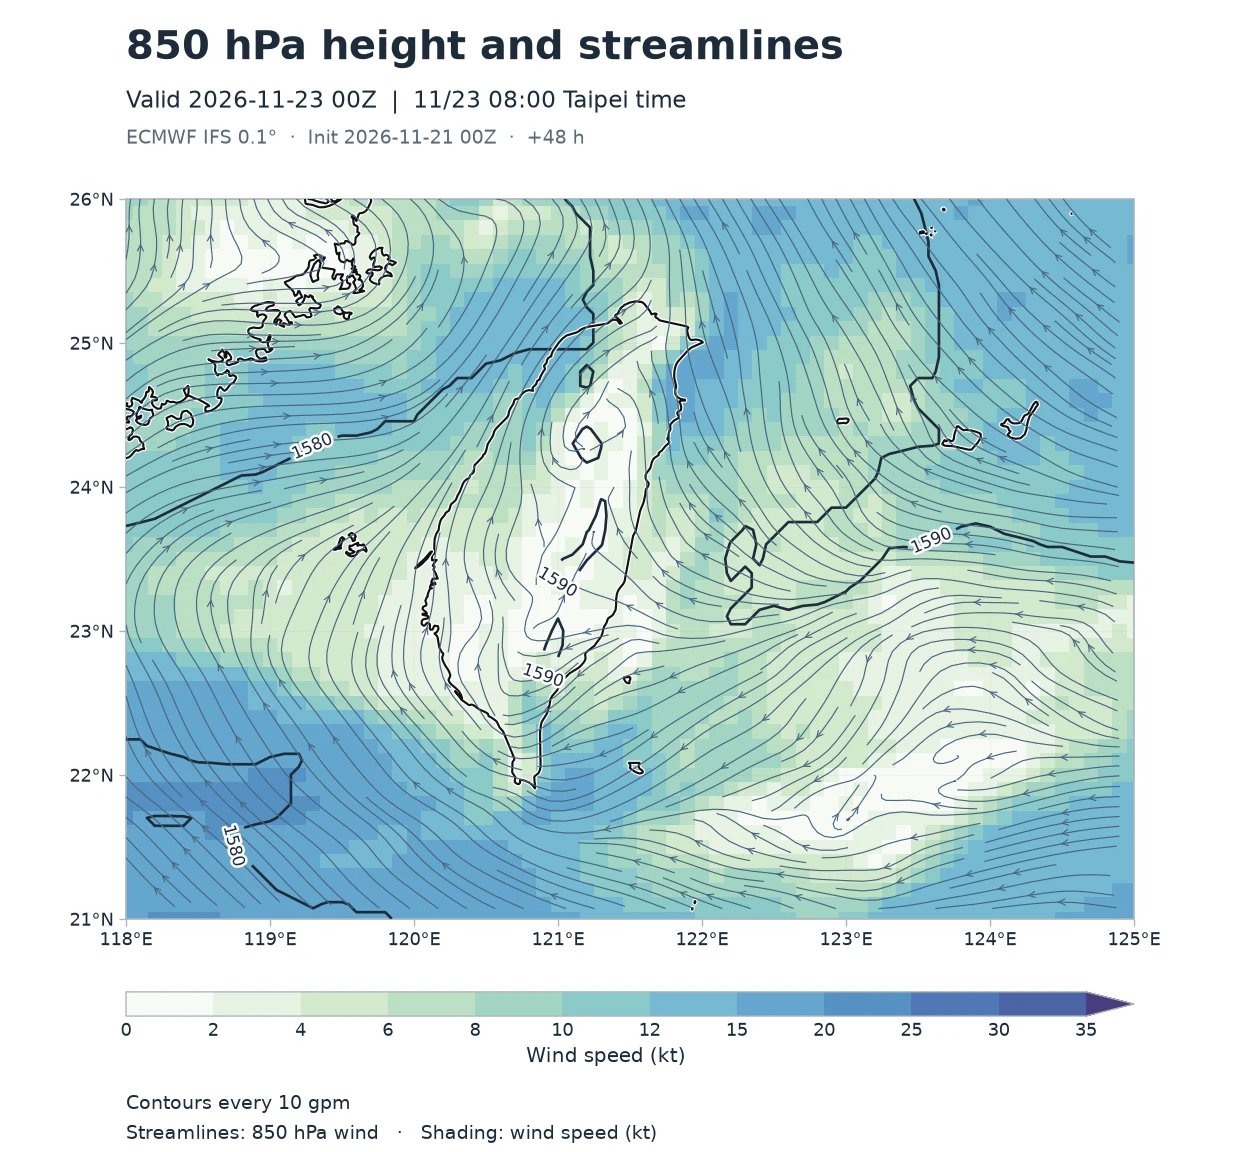 850 hPa height and streamlines
Valid 2026-11-23 00Z | 11/23 08:00 Taipei time
ECMWF IFS 0.1° · Init 2026-11-21 00Z · +48 h
26°N
25°N
1580
24°N
1590
1590
23°N
1590
22°N
1580
21°N
118°E 119°E 120°E 121°E 122°E 123°E 124°E 125°E
0 2 4 6 8 10 12 15 20 25 30 35
Wind speed (kt)
Contours every 10 gpm
Streamlines: 850 hPa wind · Shading: wind speed (kt)